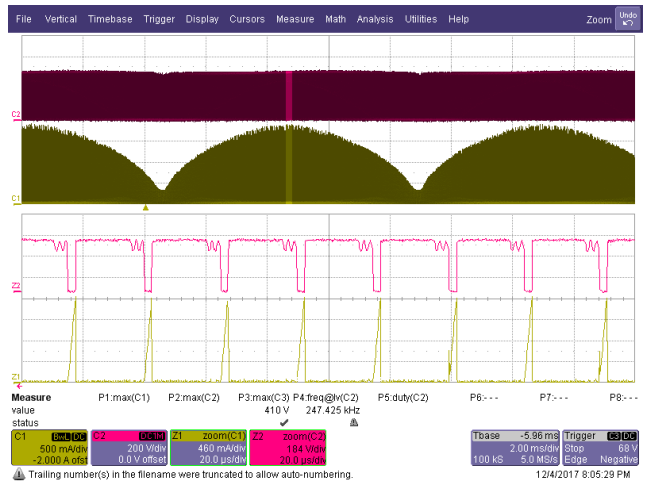 File Vertical Timebase Trigger Display Cursors Measure Math Analysis Utilities Help Zoom Undo
C2
C1
Z2
Z1
Measure P1:max(C1) P2:max(C2) P3:max(C3) P4:freq@lv(C2) P5:duty(C2) P6:- - - P7:- - - P8:- - -
value 410 V 247.425 kHz
status
C1 BwL DC C2 DC1M Z1 zoom(C1) Z2 zoom(C2) Tbase -5.96 ms Trigger C3 DC
500 mA/div 200 V/div 460 mA/div 184 V/div 2.00 ms/div Stop 68 V
-2.000 A ofst 0.0 V offset 20.0 µs/div 20.0 µs/div 100 kS 5.0 MS/s Edge Negative
Trailing number(s) in the filename were truncated to allow auto-numbering. 12/4/2017 8:05:29 PM